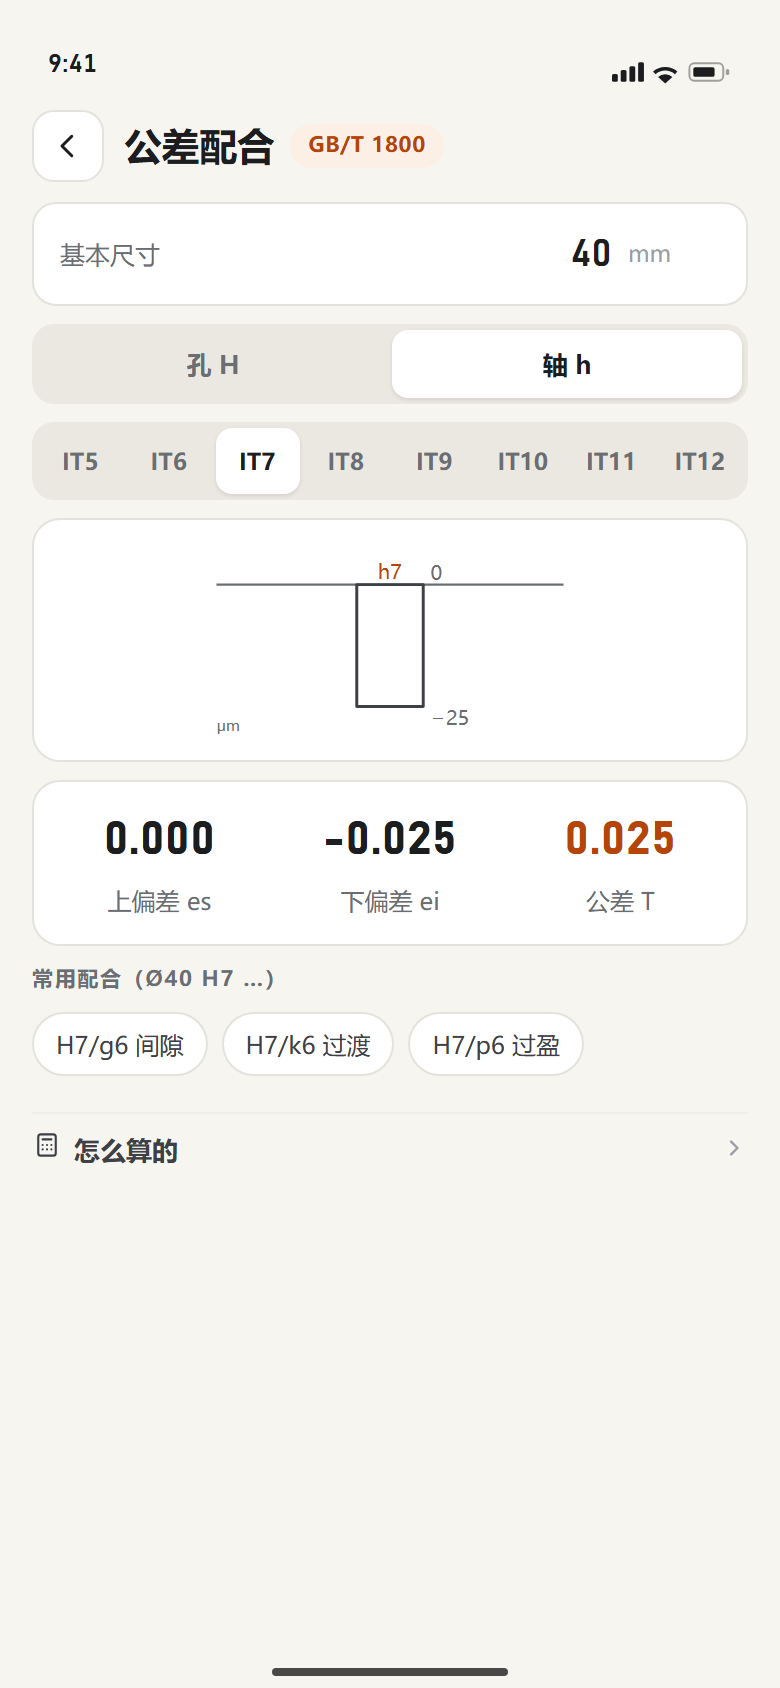 9:41
公差配合 GB/T 1800
基本尺寸 40 mm
孔 H 轴 h
IT5 IT6 IT7 IT8 IT9 IT10 IT11 IT12
h7 0
μm −25
0.000 -0.025 0.025
上偏差 es 下偏差 ei 公差 T
常用配合（Ø40 H7 …）
H7/g6 间隙 H7/k6 过渡 H7/p6 过盈
怎么算的